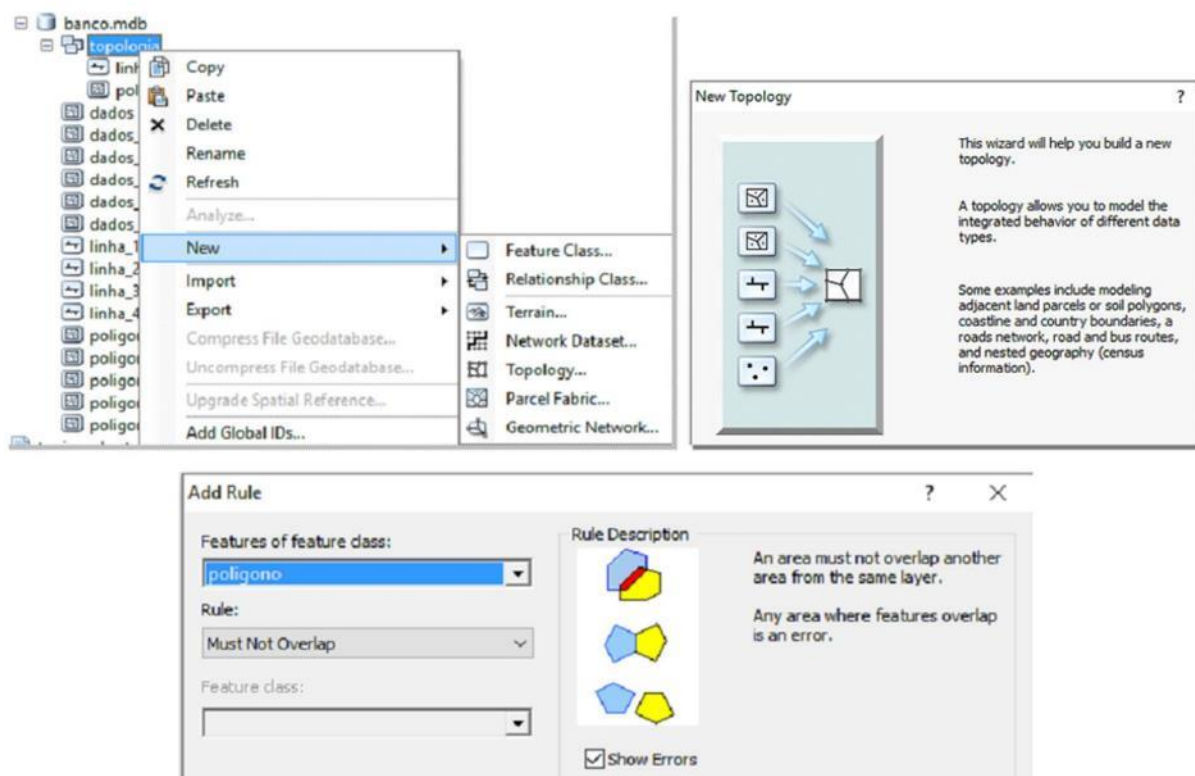 banco.mdb
topologia
linh
pol
dados
dados_
dados_
dados_
dados_
dados_
linha_1
linha_2
linha_3
linha_4
poligo
poligo
poligo
poligo
poligo
Copy
Paste
Delete
Rename
Refresh
Analyze...
New
Import
Export
Compress File Geodatabase...
Uncompress File Geodatabase...
Upgrade Spatial Reference...
Add Global IDs...
Feature Class...
Relationship Class...
Terrain...
Network Dataset...
Topology...
Parcel Fabric...
Geometric Network...
New Topology ?
This wizard will help you build a new
topology.
A topology allows you to model the
integrated behavior of different data
types.
Some examples include modeling
adjacent land parcels or soil polygons,
coastline and country boundaries, a
roads network, road and bus routes,
and nested geography (census
information).
Add Rule ?
Features of feature class:
poligono
Rule:
Must Not Overlap
Feature class:
Rule Description
An area must not overlap another
area from the same layer.
Any area where features overlap
is an error.
Show Errors